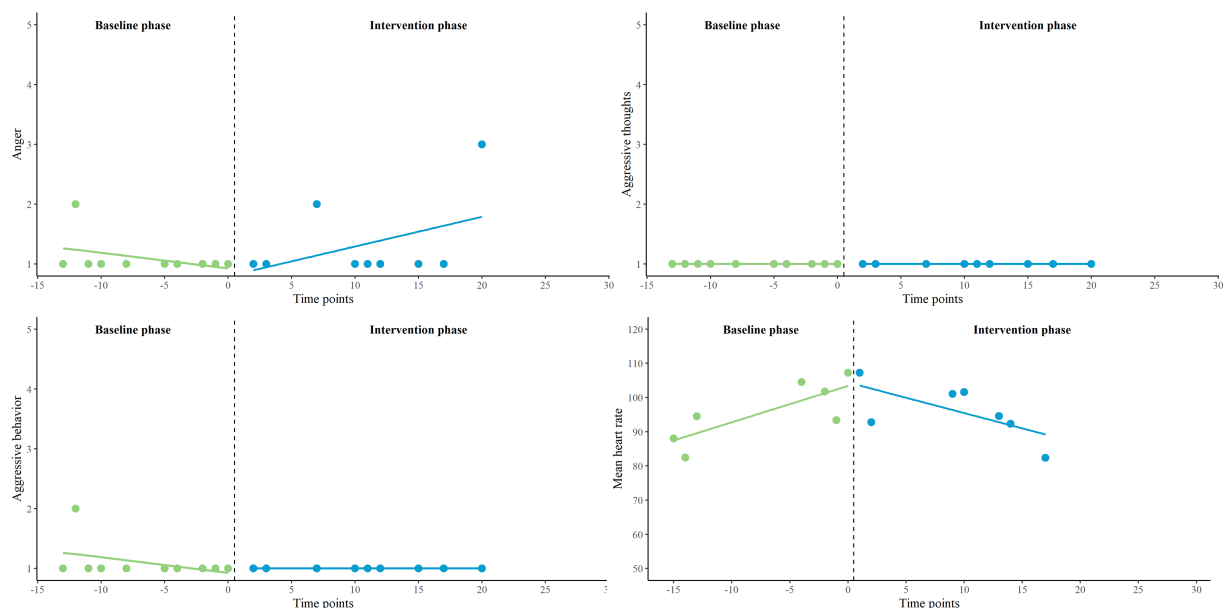 Baseline phase Intervention phase
5
4
3
2
1
Anger
-15 -10 -5 0 5 10 15 20 25 30
Time points
Baseline phase Intervention phase
5
4
3
2
1
Aggressive thoughts
-15 -10 -5 0 5 10 15 20 25 30
Time points
Baseline phase Intervention phase
5
4
3
2
1
Aggressive behavior
-15 -10 -5 0 5 10 15 20 25
Time points
Baseline phase Intervention phase
120
110
100
90
80
70
60
50
Mean heart rate
-15 -10 -5 0 5 10 15 20 25 30
Time points